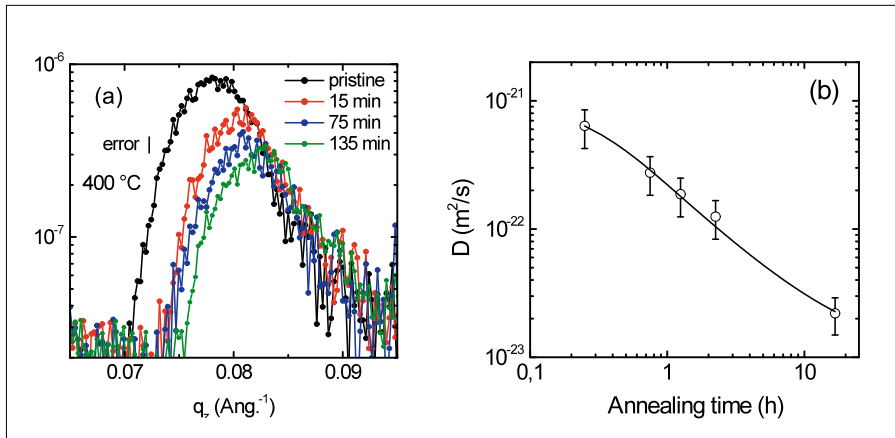 (a)
pristine
15 min
75 min
135 min
error
400 °C
10⁻⁶
10⁻⁷
0.07
0.08
0.09
q_z (Ang.⁻¹)
(b)
D (m²/s)
10⁻²¹
10⁻²²
10⁻²³
0,1
1
10
Annealing time (h)